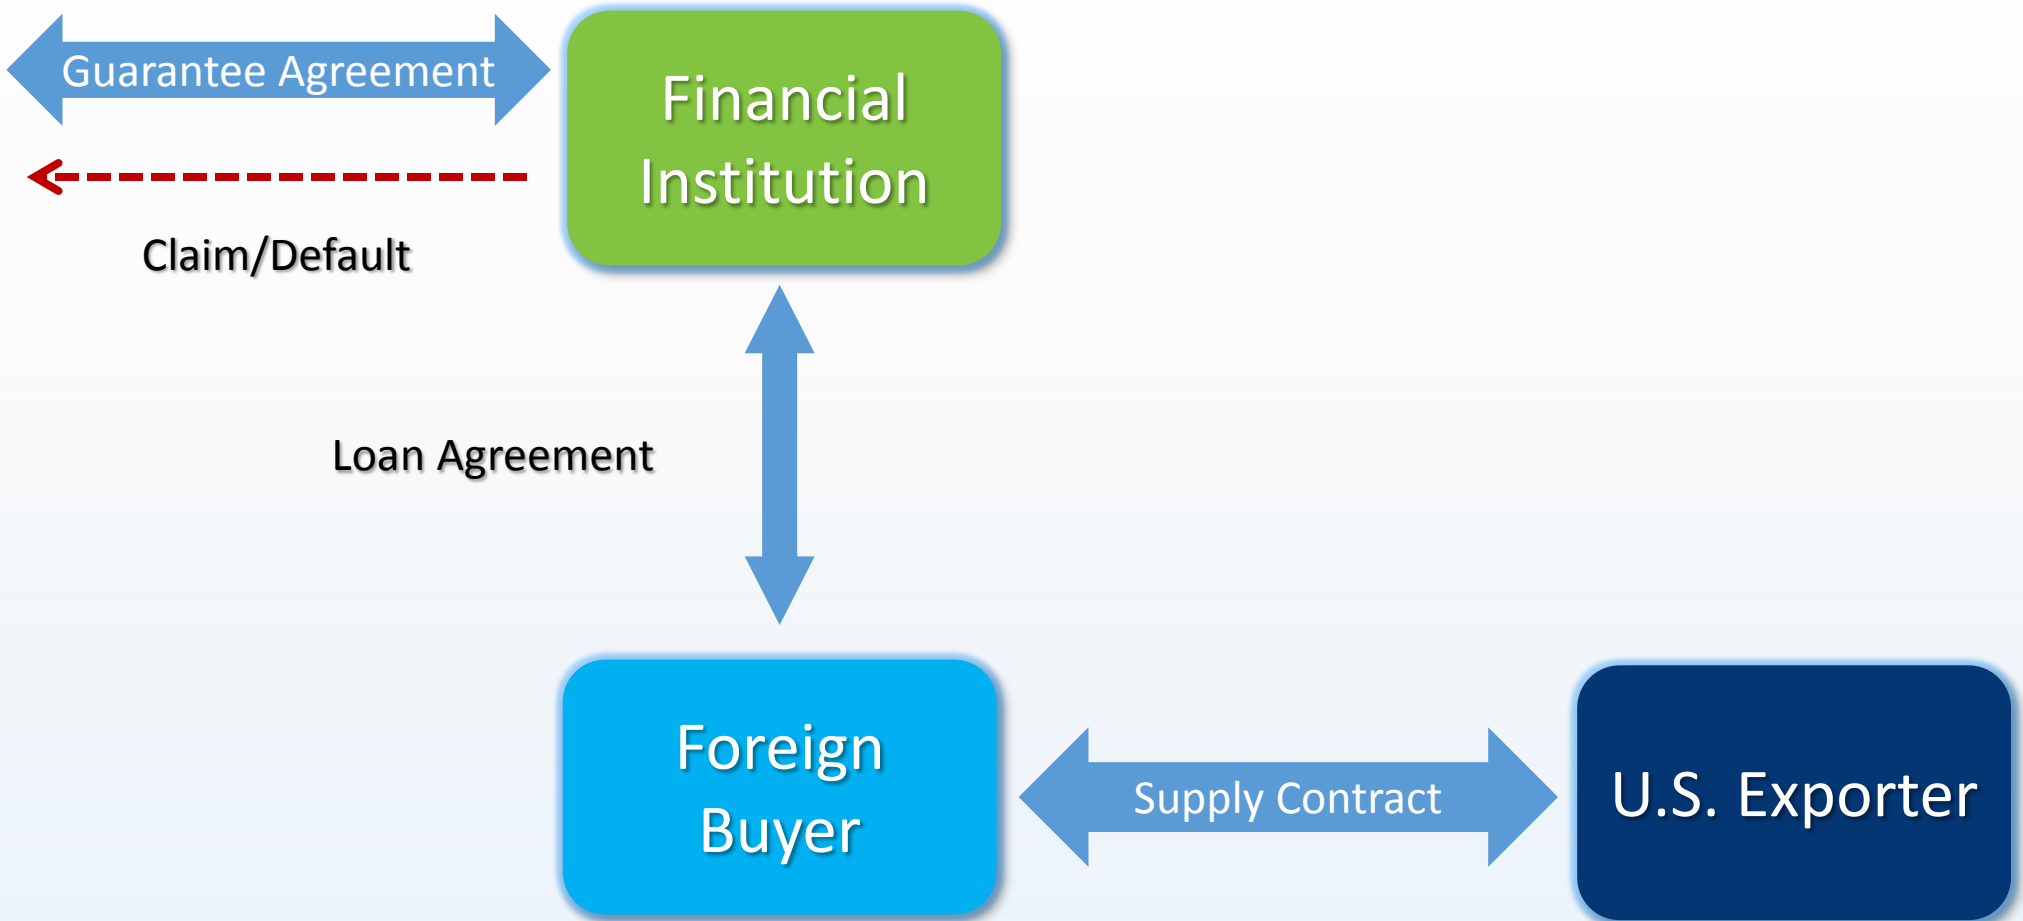 Guarantee Agreement
Financial
Institution
Claim/Default
Loan Agreement
Foreign
Buyer
Supply Contract
U.S. Exporter